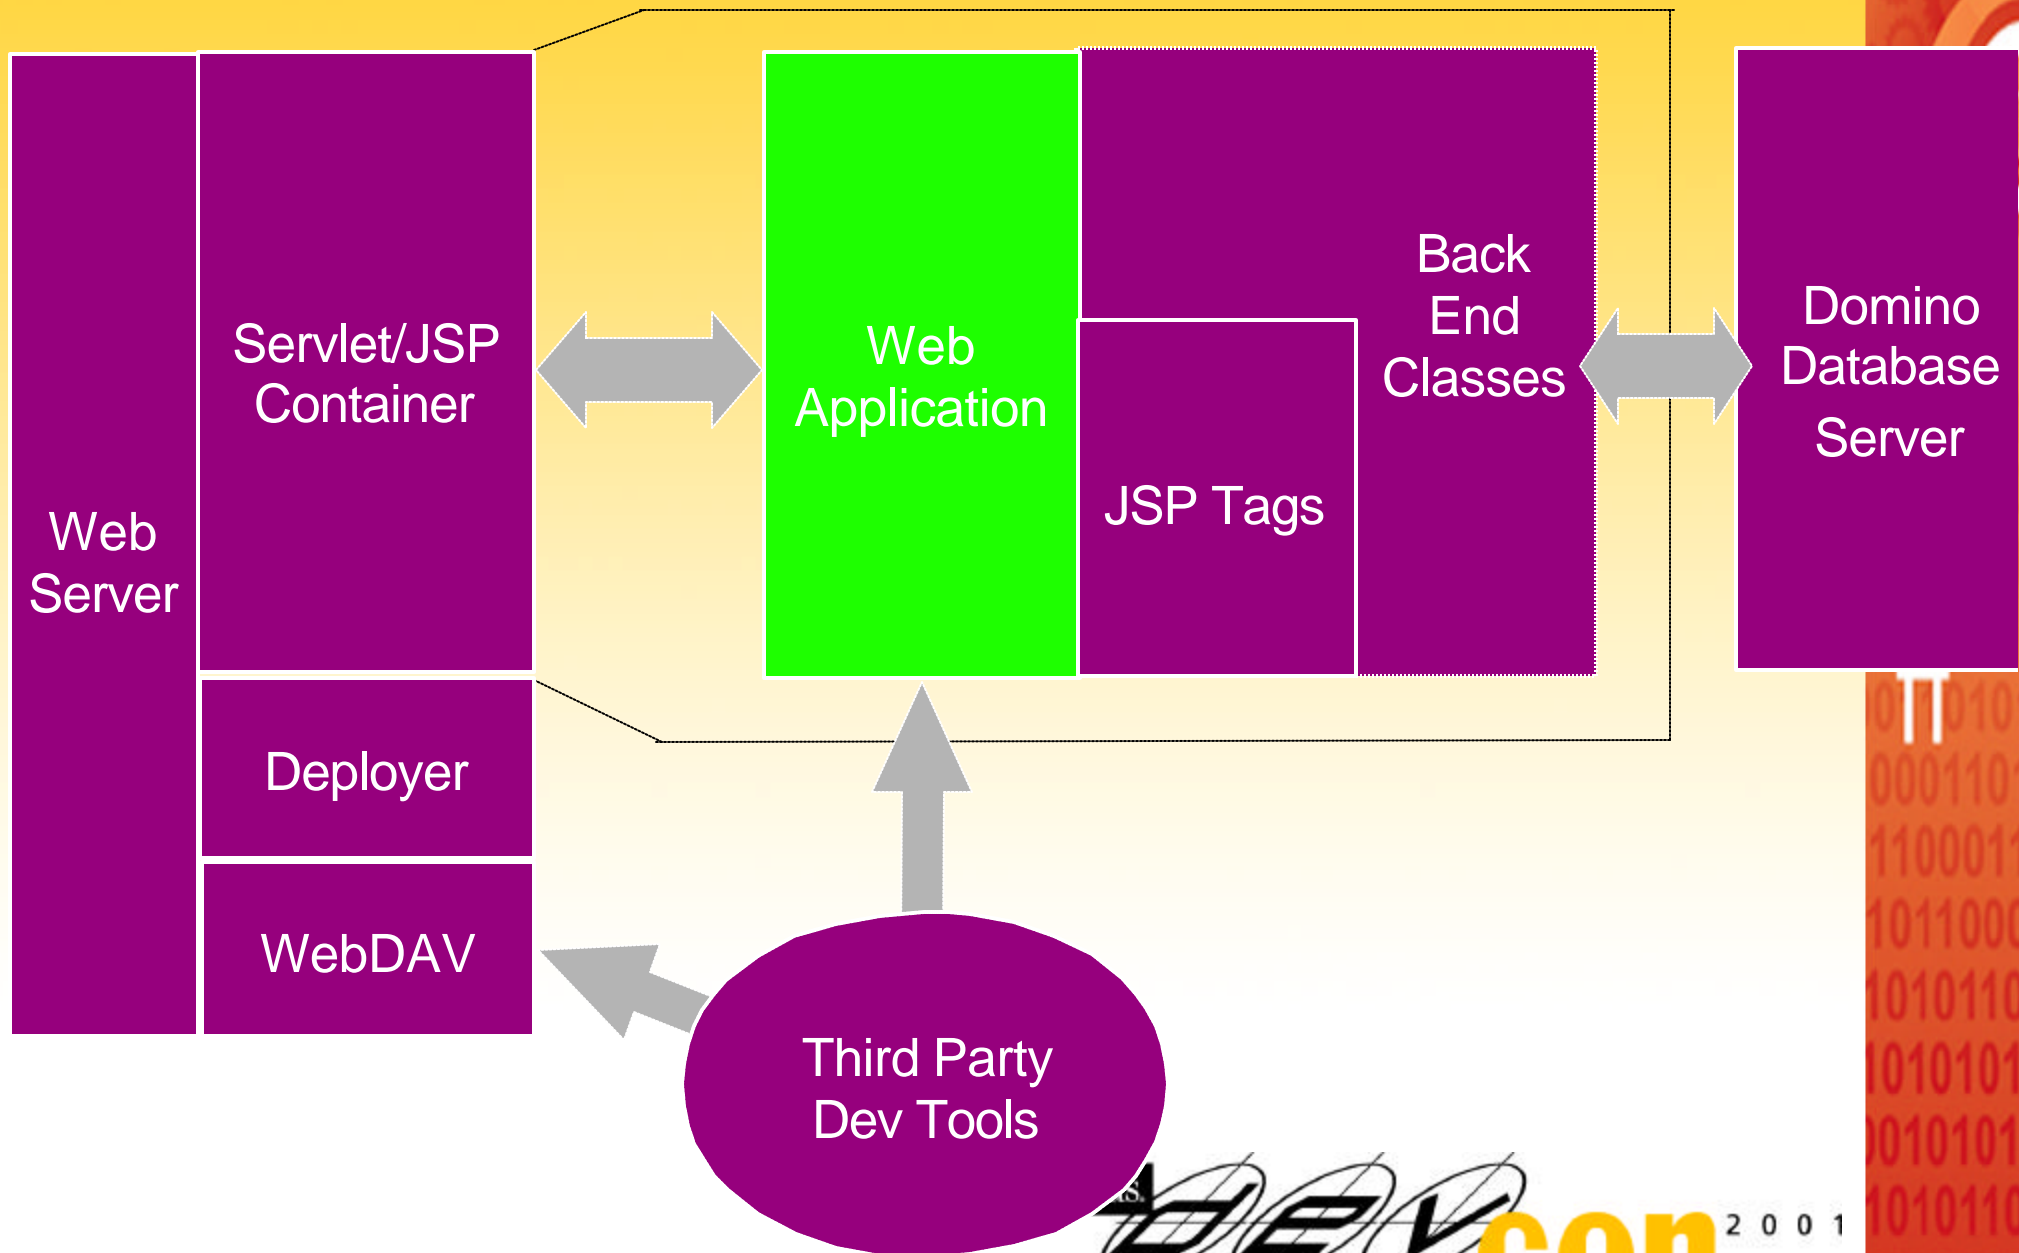 Web
Server
Servlet/JSP
Container
Deployer
WebDAV
Web
Application
JSP Tags
Back
End
Classes
Domino
Database
Server
Third Party
Dev Tools
dev
con
2001